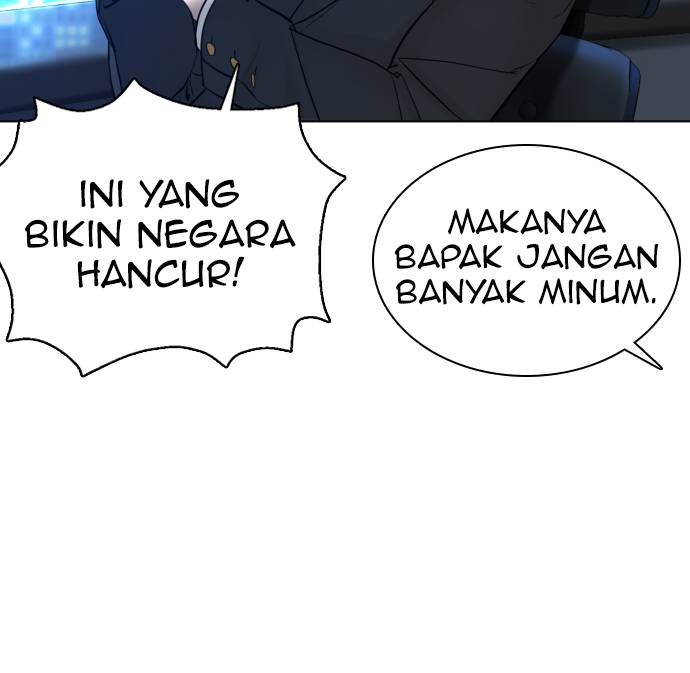 INI YANG
BIKIN NEGARA
HANCUR!
MAKANYA
BAPAK JANGAN
BANYAK MINUM.